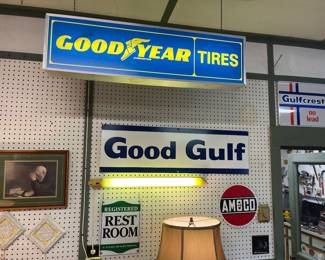 GOODYEAR TIRES
Gulfcrest
no lead
Good Gulf
REGISTERED
REST
ROOM
AMOCO